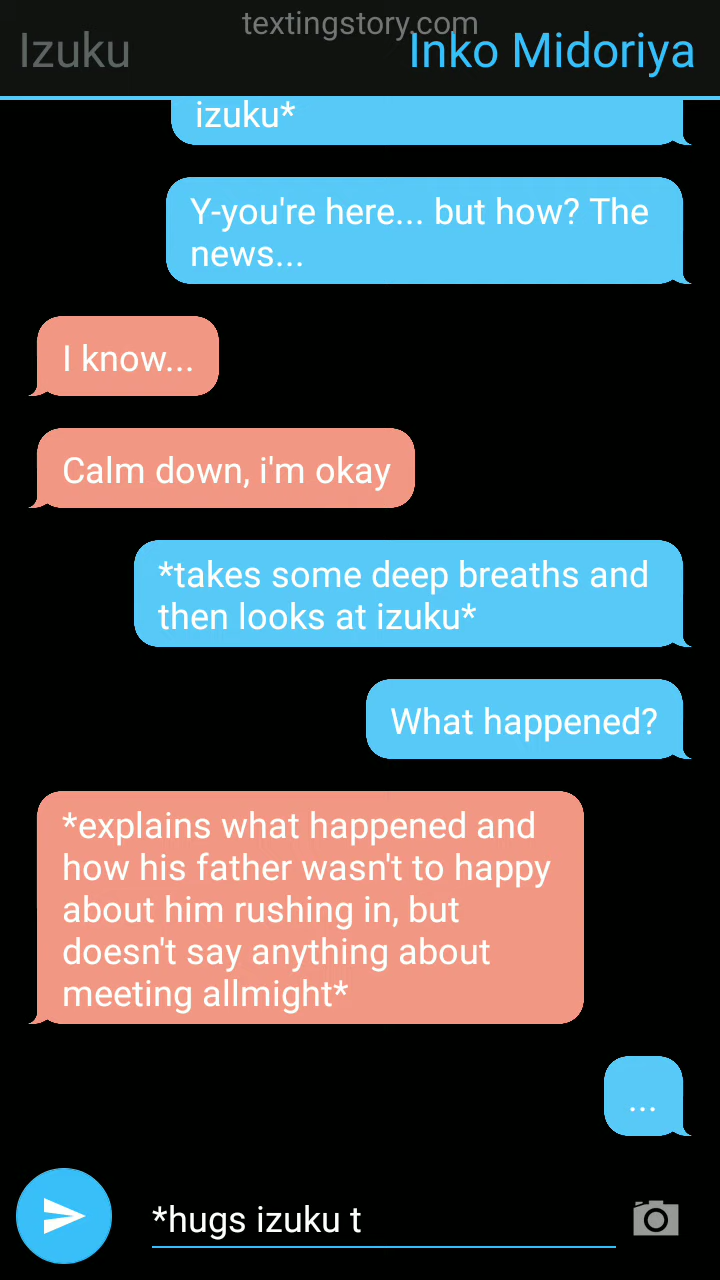 textingstory.com
Izuku
Inko Midoriya
izuku*
Y-you're here... but how? The
news...
I know...
Calm down, i'm okay
*takes some deep breaths and
then looks at izuku*
What happened?
*explains what happened and
how his father wasn't to happy
about him rushing in, but
doesn't say anything about
meeting allmight*
...
*hugs izuku t